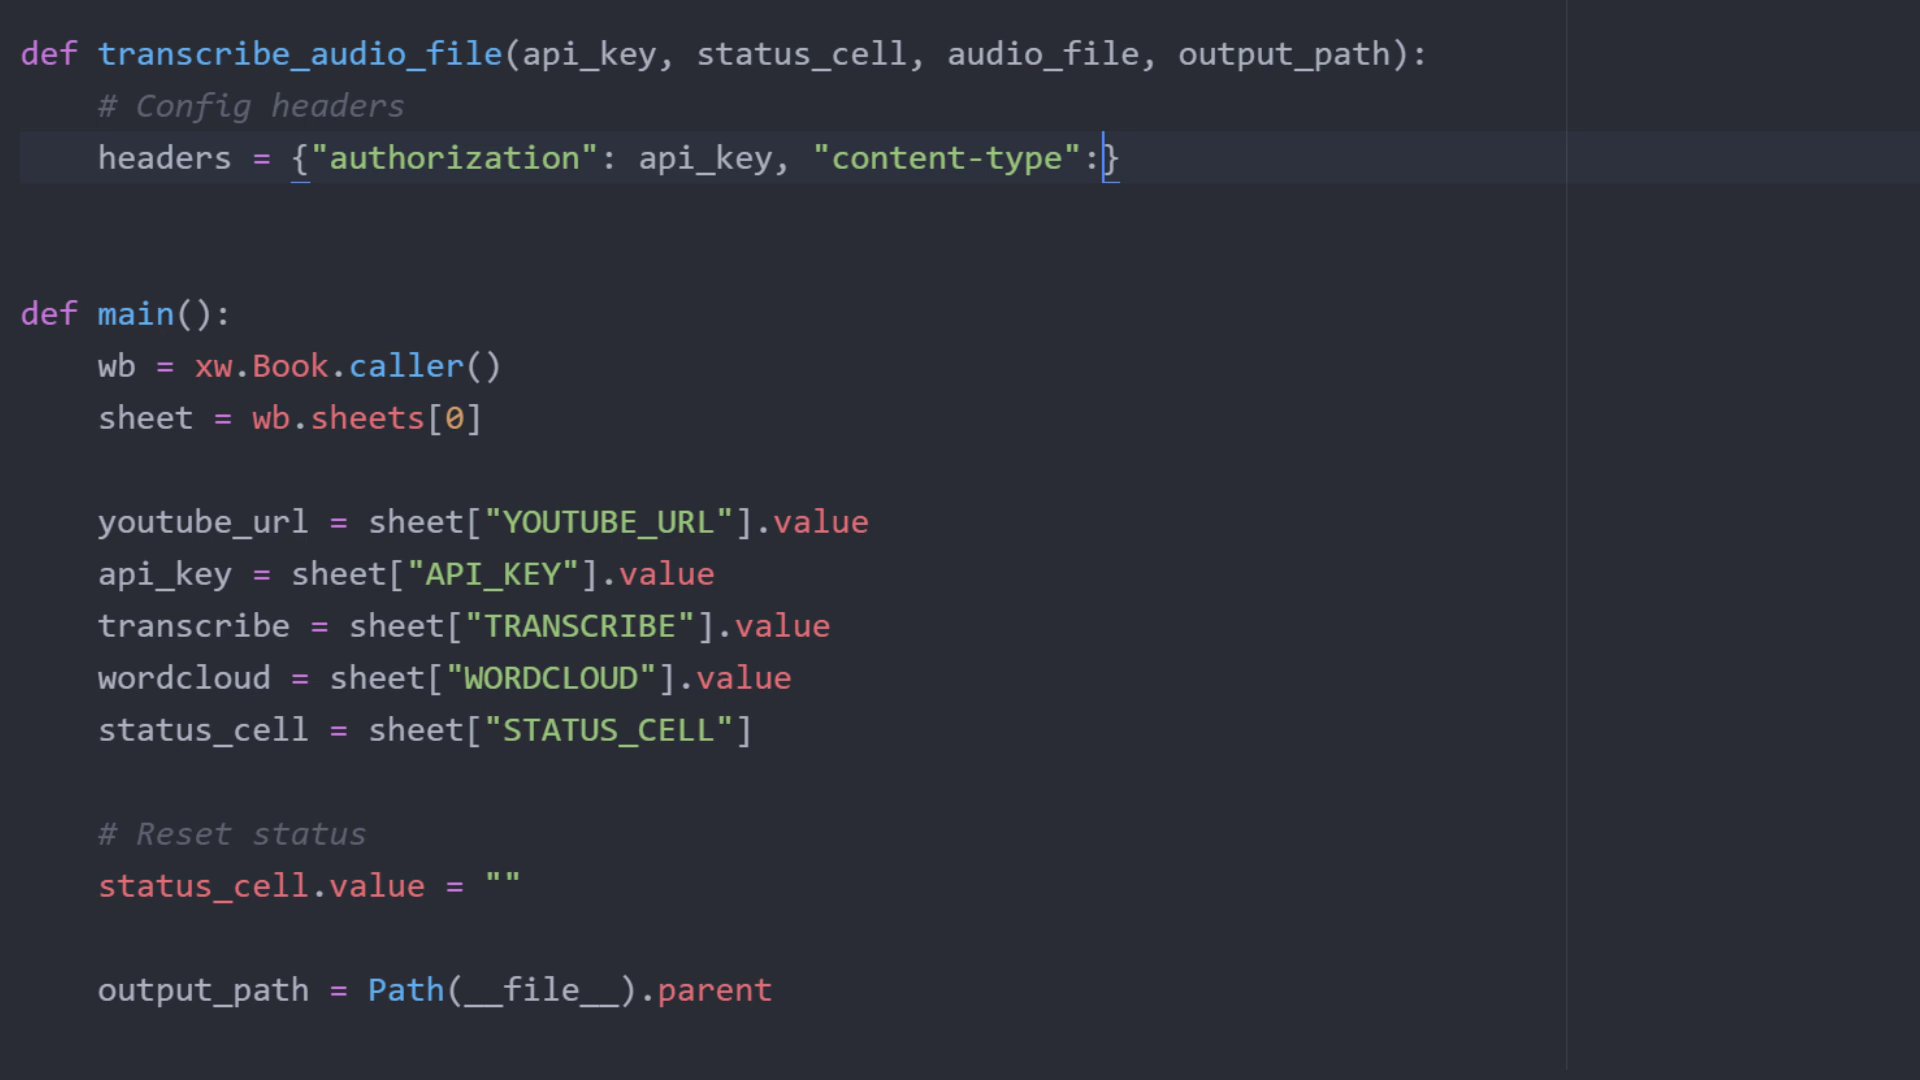 def transcribe_audio_file(api_key, status_cell, audio_file, output_path):
    # Config headers
    headers = {"authorization": api_key, "content-type":}
def main():
    wb = xw.Book.caller()
    sheet = wb.sheets[0]
    youtube_url = sheet["YOUTUBE_URL"].value
    api_key = sheet["API_KEY"].value
    transcribe = sheet["TRANSCRIBE"].value
    wordcloud = sheet["WORDCLOUD"].value
    status_cell = sheet["STATUS_CELL"]
    # Reset status
    status_cell.value = ""
    output_path = Path(__file__).parent